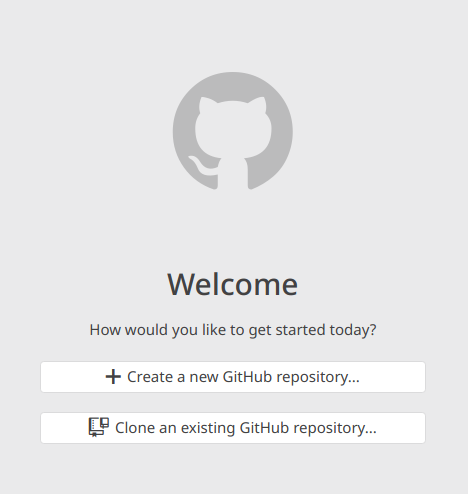 Welcome
How would you like to get started today?
Create a new GitHub repository...
Clone an existing GitHub repository...